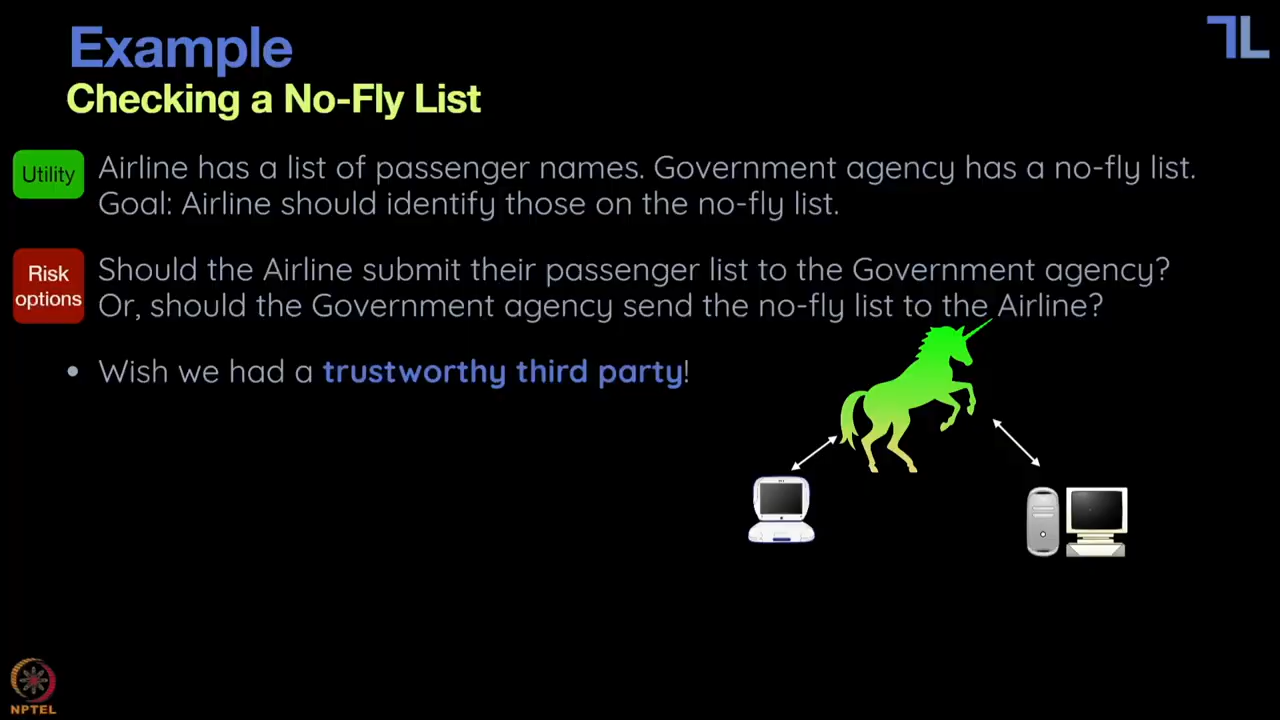 Example
Checking a No-Fly List
TL
Utility
Airline has a list of passenger names. Government agency has a no-fly list.
Goal: Airline should identify those on the no-fly list.
Risk
options
Should the Airline submit their passenger list to the Government agency?
Or, should the Government agency send the no-fly list to the Airline?
• Wish we had a trustworthy third party!
NPTEL